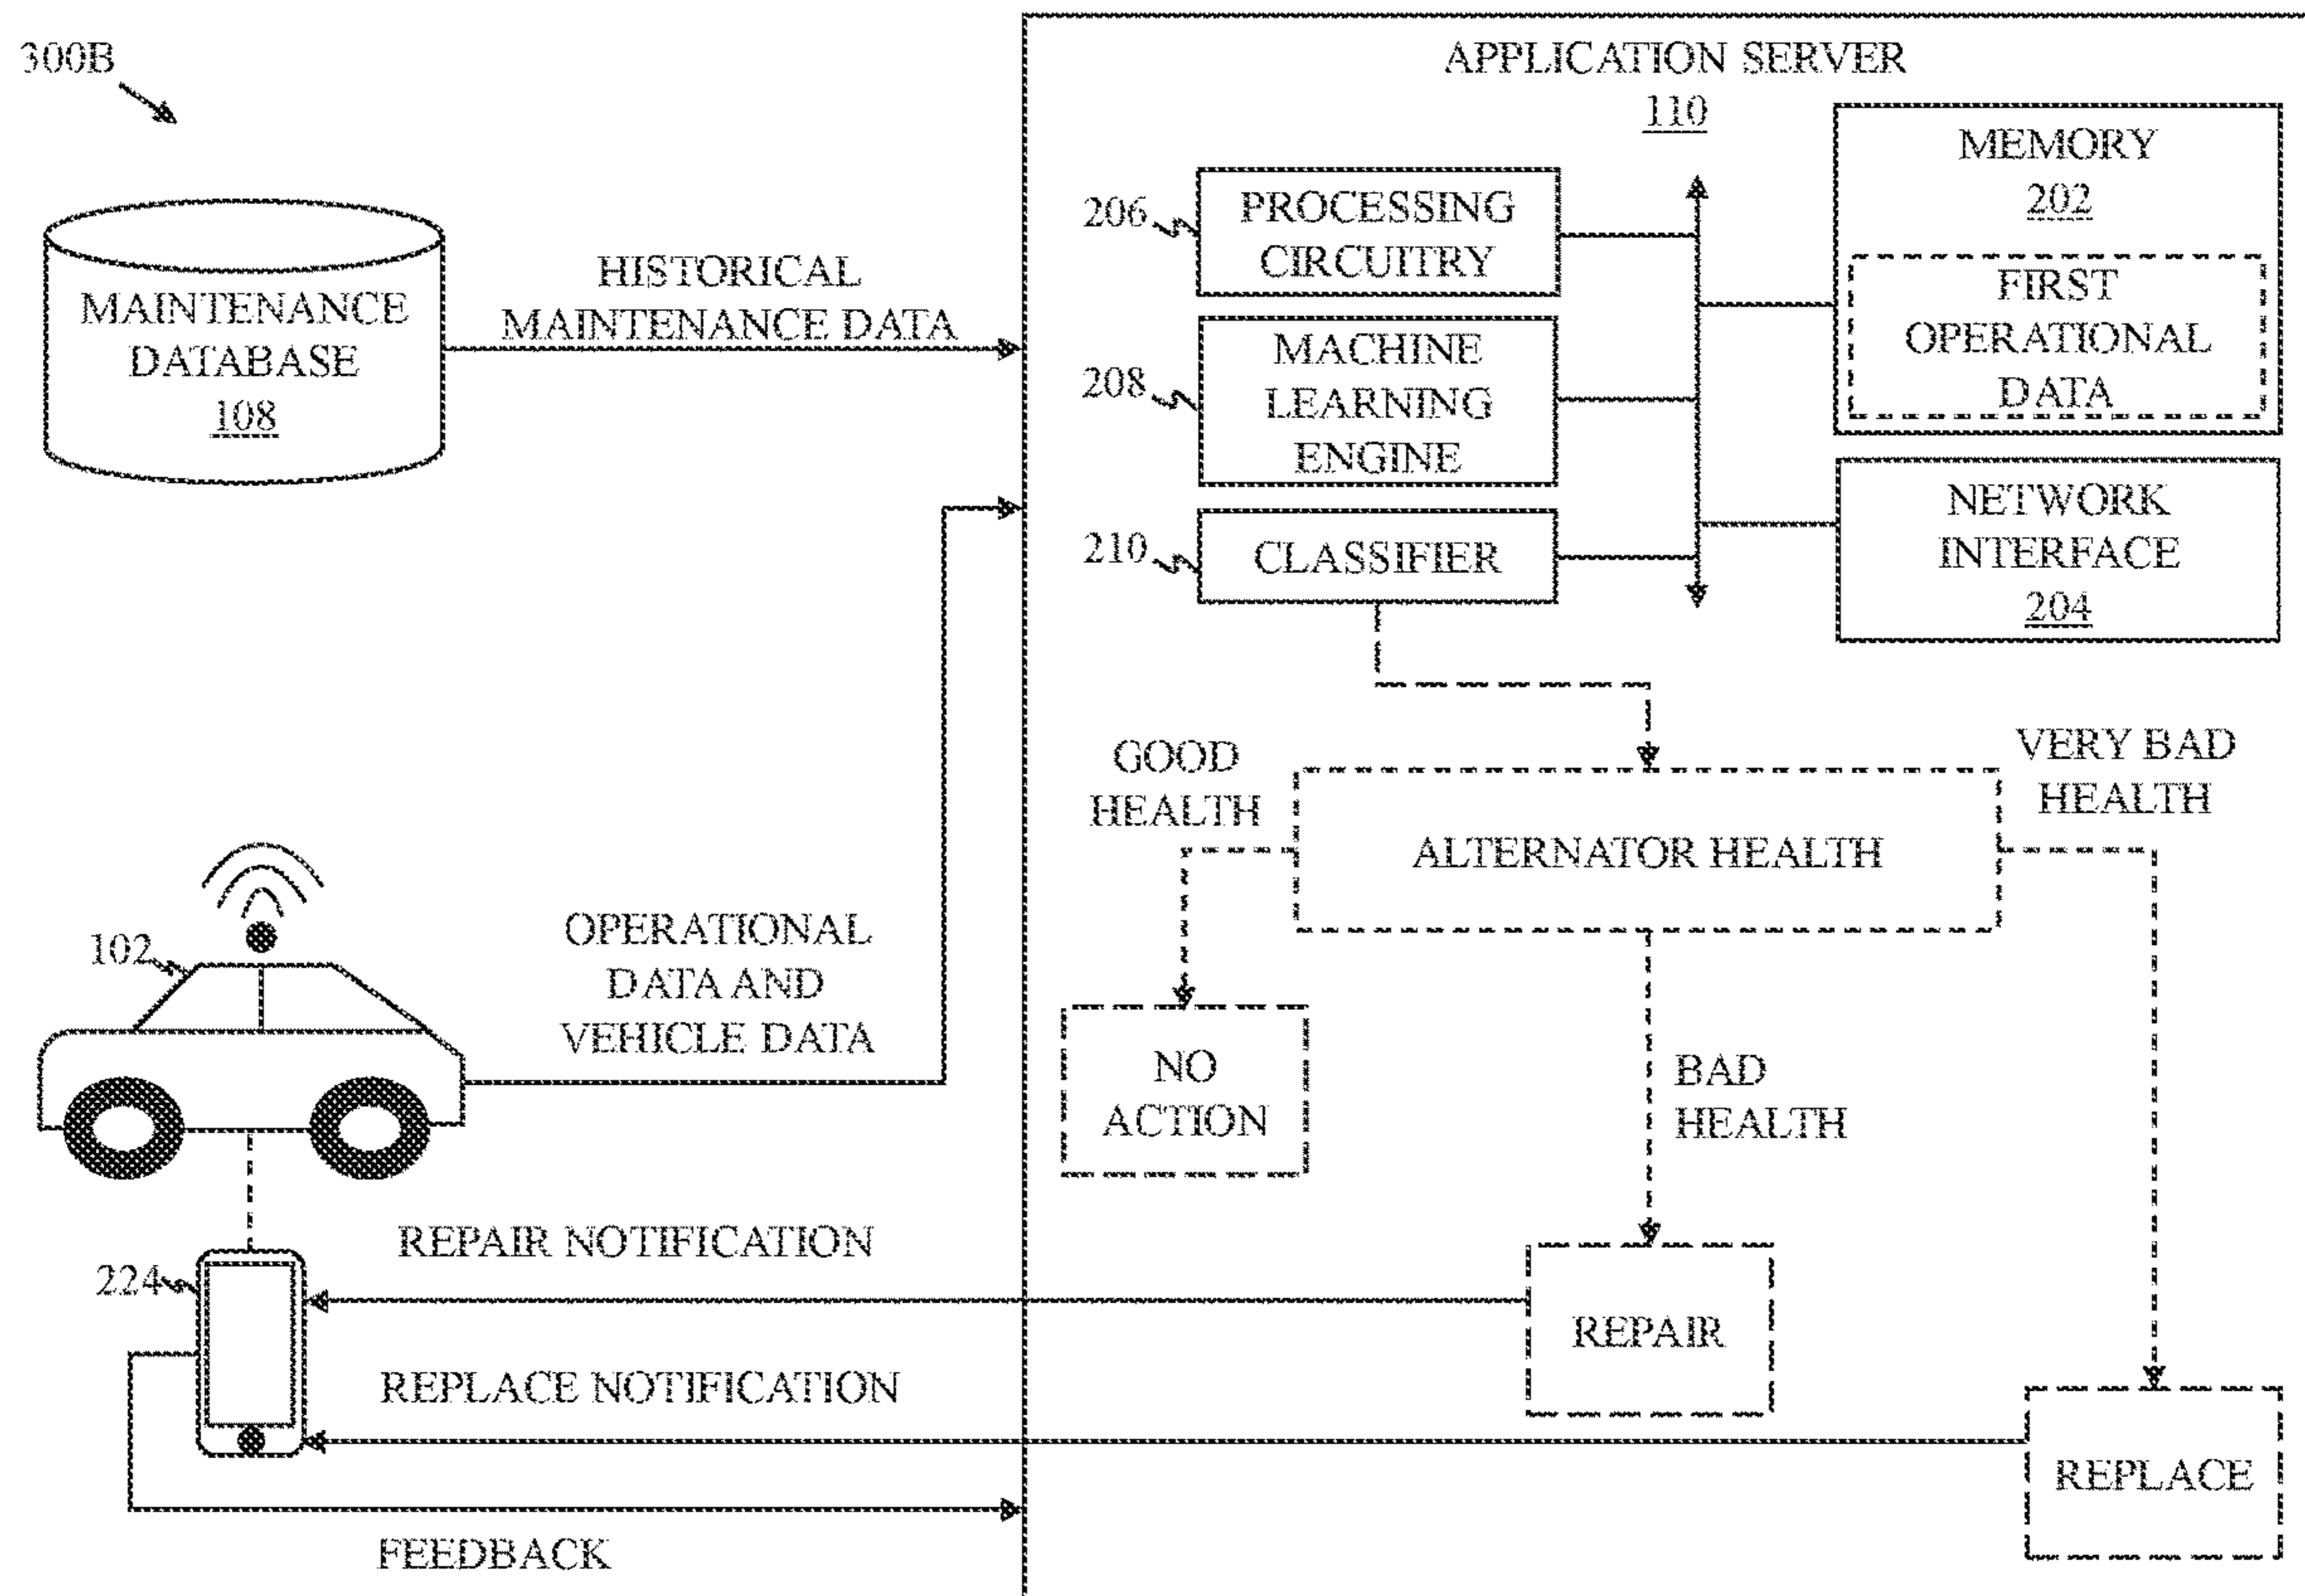 300B
APPLICATION SERVER
110
MAINTENANCE
DATABASE
108
HISTORICAL
MAINTENANCE DATA
206
PROCESSING
CIRCUITRY
208
MACHINE
LEARNING
ENGINE
210
CLASSIFIER
MEMORY
202
FIRST
OPERATIONAL
DATA
NETWORK
INTERFACE
204
GOOD
HEALTH
ALTERNATOR HEALTH
VERY BAD
HEALTH
102
OPERATIONAL
DATA AND
VEHICLE DATA
NO
ACTION
BAD
HEALTH
224
REPAIR NOTIFICATION
REPAIR
REPLACE NOTIFICATION
REPLACE
FEEDBACK